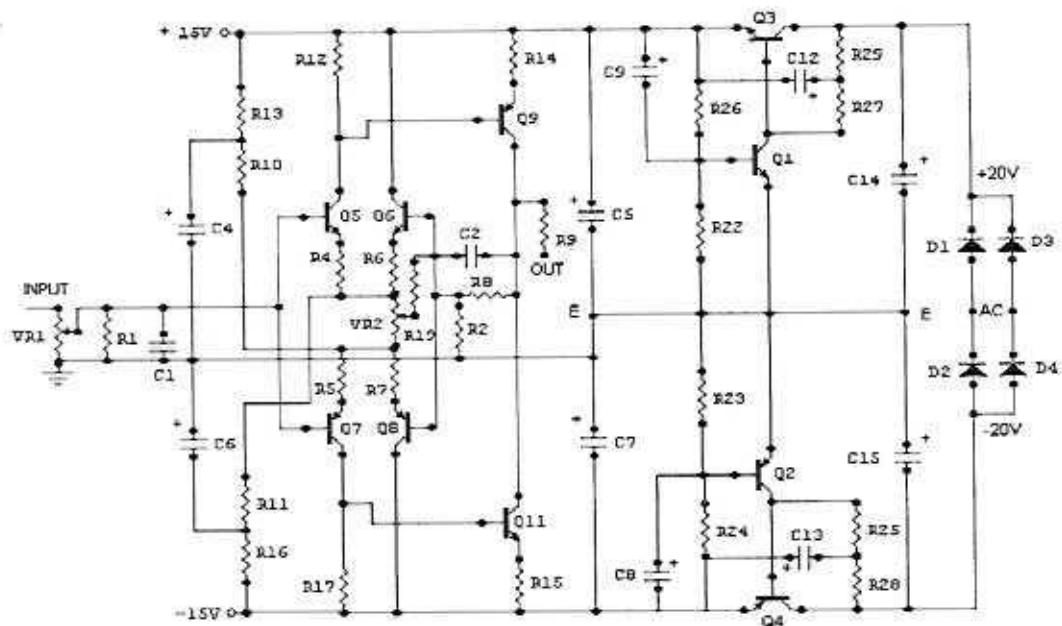 + 15V
R12
R14
Q3
C9
C12
R25
R13
R26
R27
Q9
R10
Q1
C14
+20V
Q5
Q6
C4
C2
R9
C5
R22
D1
D3
R4
R6
OUT
INPUT
R8
VR1
R1
VR2
R19
R2
E
E
AC
C1
R5
R7
R23
D2
D4
Q7
Q8
C6
C7
-20V
Q2
C15
R11
Q11
R24
R25
C13
R16
R17
R15
C8
R28
-15V
Q4